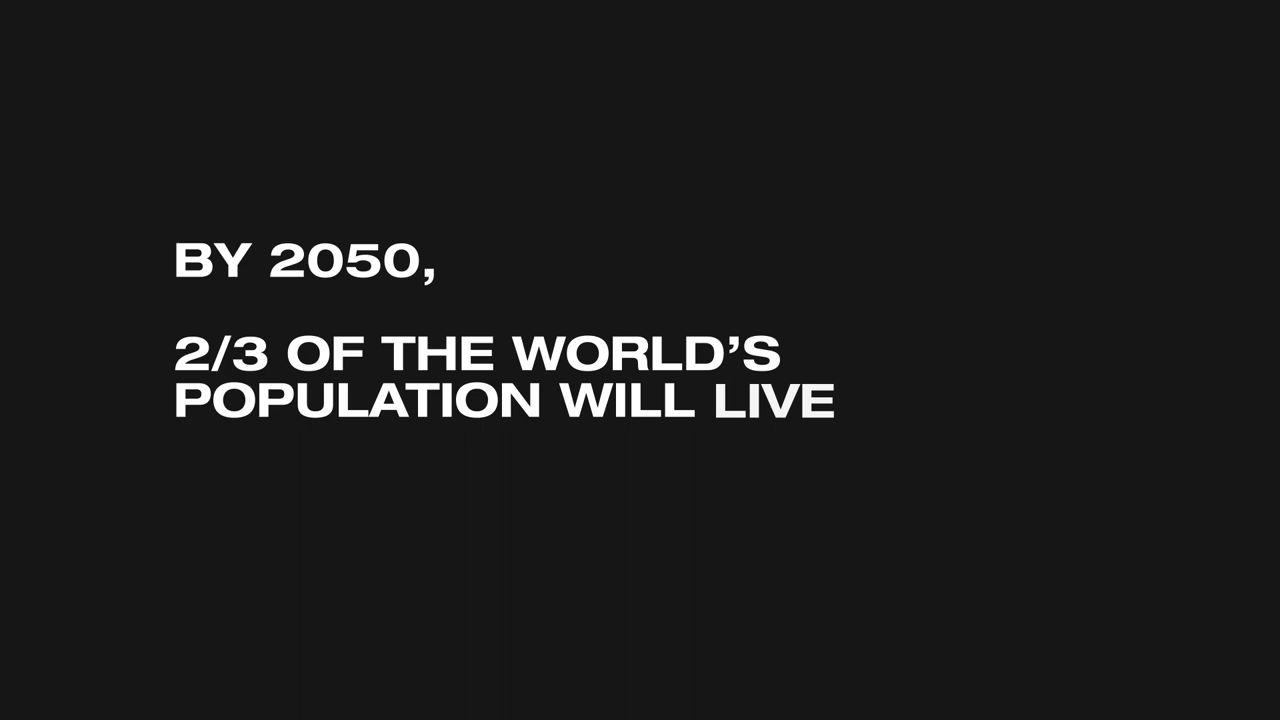 BY 2050,
2/3 OF THE WORLD’S
POPULATION WILL LIVE